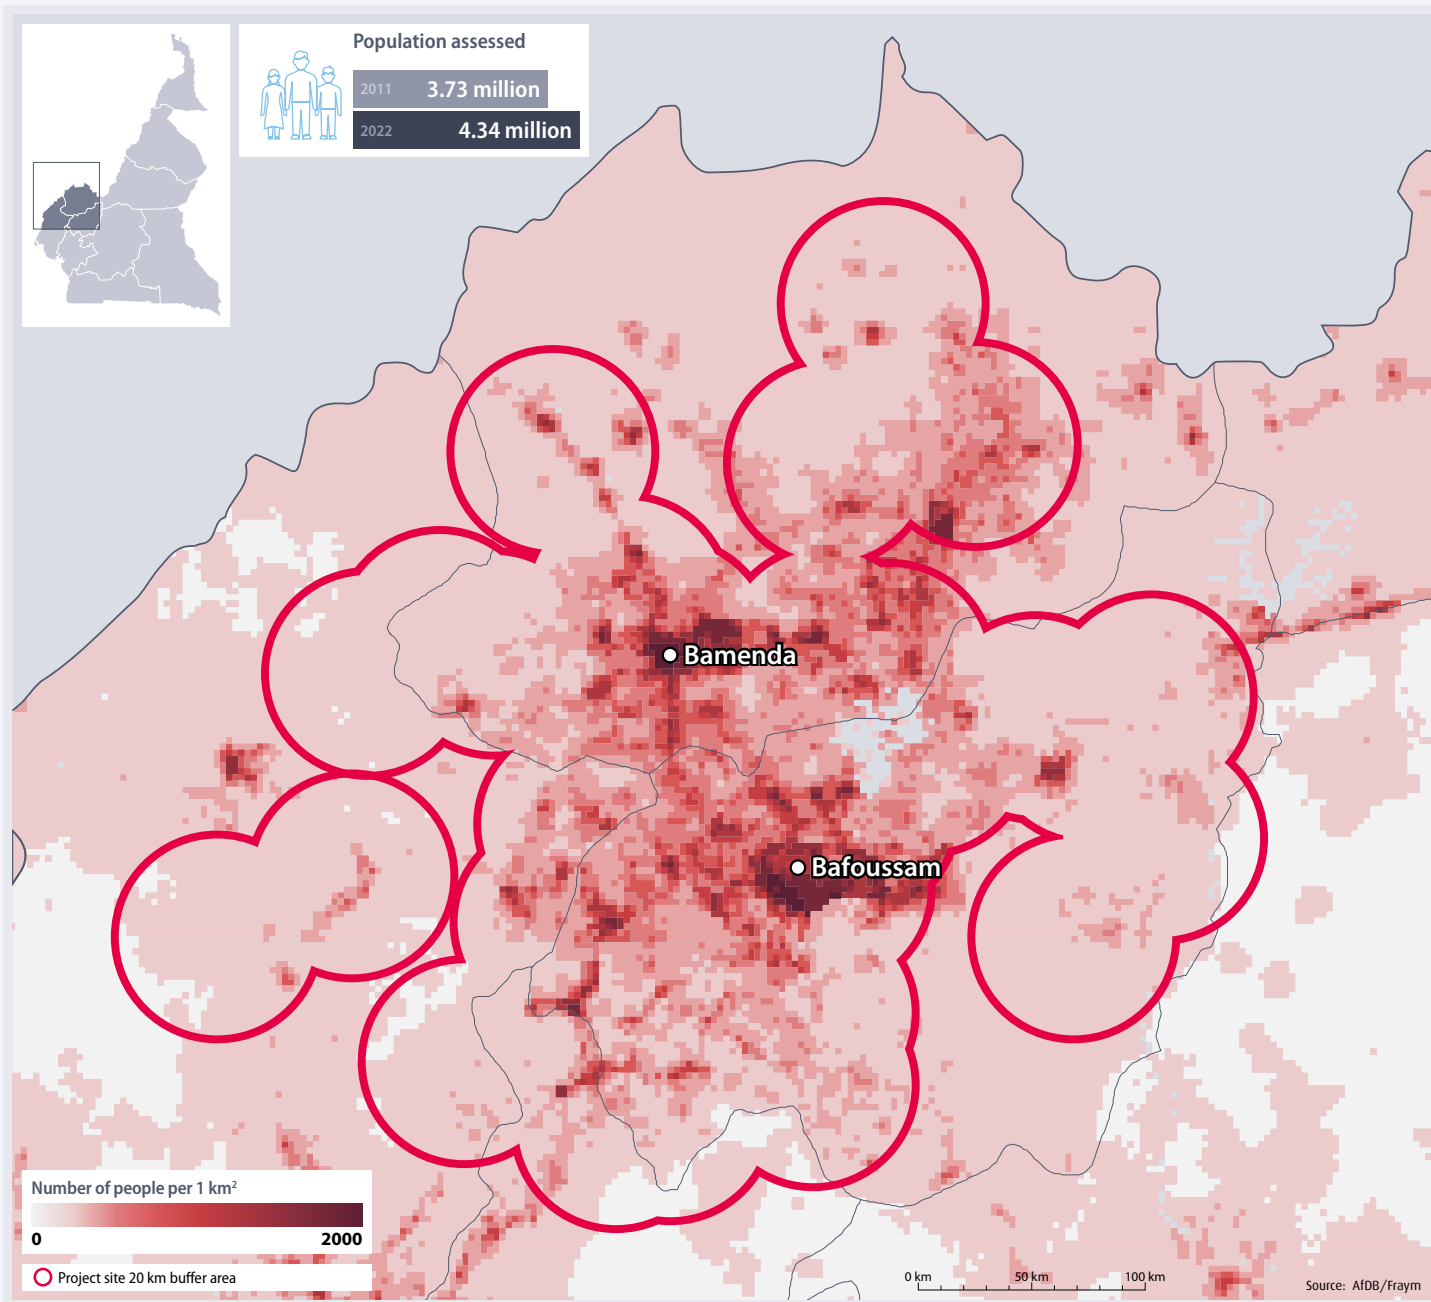 Population assessed
2011 3.73 million
2022 4.34 million
Bamenda
Bafoussam
Number of people per 1 km²
0 2000
Project site 20 km buffer area
0 km 50 km 100 km
Source: AfDB/Fraym